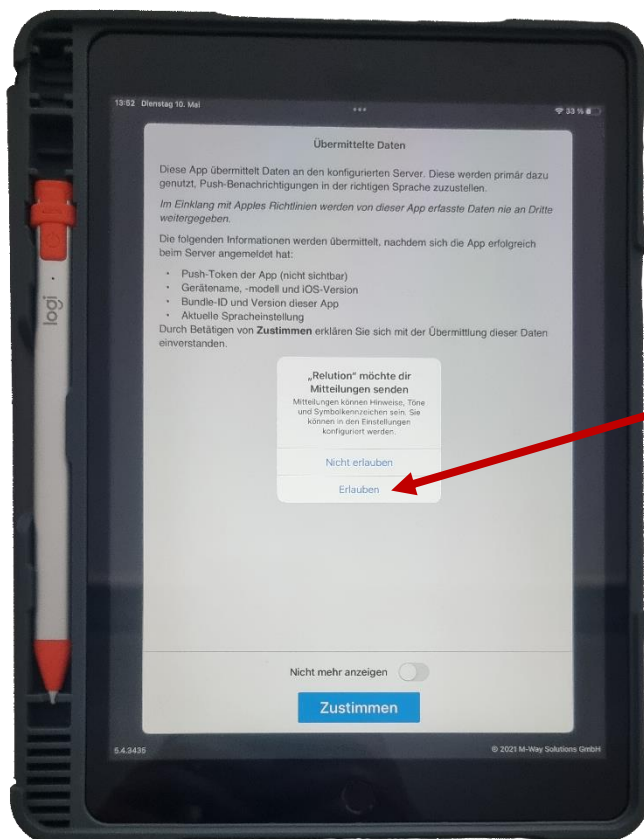 13:52 Dienstag 10. Mai
33 %
Übermittelte Daten
Diese App übermittelt Daten an den konfigurierten Server. Diese werden primär dazu
genutzt, Push-Benachrichtigungen in der richtigen Sprache zuzustellen.
Im Einklang mit Apples Richtlinien werden von dieser App erfasste Daten nie an Dritte
weitergegeben.
Die folgenden Informationen werden übermittelt, nachdem sich die App erfolgreich
beim Server angemeldet hat:
• Push-Token der App (nicht sichtbar)
• Gerätename, -modell und iOS-Version
• Bundle-ID und Version dieser App
• Aktuelle Spracheinstellung
Durch Betätigen von Zustimmen erklären Sie sich mit der Übermittlung dieser Daten
einverstanden.
„Relution“ möchte dir
Mitteilungen senden
Mitteilungen können Hinweise, Töne
und Symbolkennzeichen sein. Sie
können in den Einstellungen
konfiguriert werden.
Nicht erlauben
Erlauben
Nicht mehr anzeigen
Zustimmen
5.4.3435
© 2021 M-Way Solutions GmbH
logi